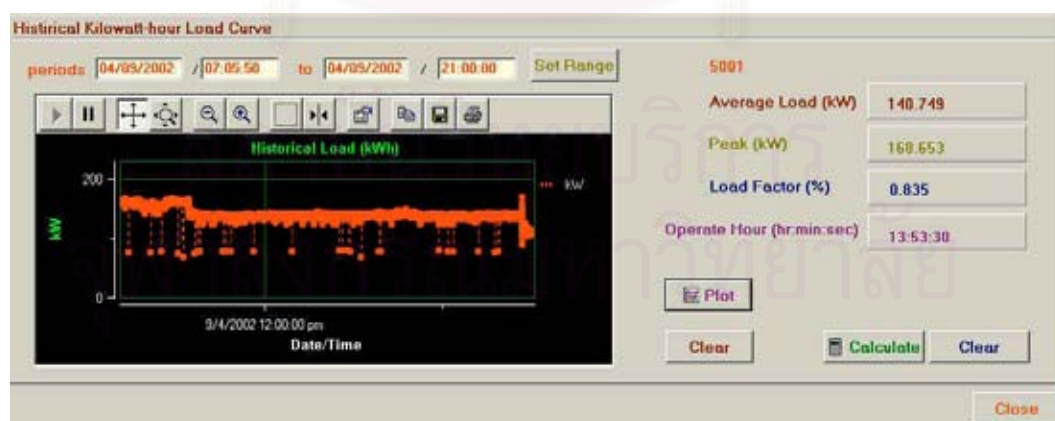 Histirical Kilowatt-hour Load Curve
periods 04/09/2002 / 07:05:50 to 04/09/2002 / 21:00:00 Set Range
5001
Average Load (kW) 140.749
Peak (kW) 168.653
Load Factor (%) 0.835
Operate Hour (hr:min:sec) 13:53:30
Historical Load (kWh)
200
kW
kW
0
9/4/2002 12:00:00 pm
Date/Time
Plot
Clear
Calculate
Clear
Close